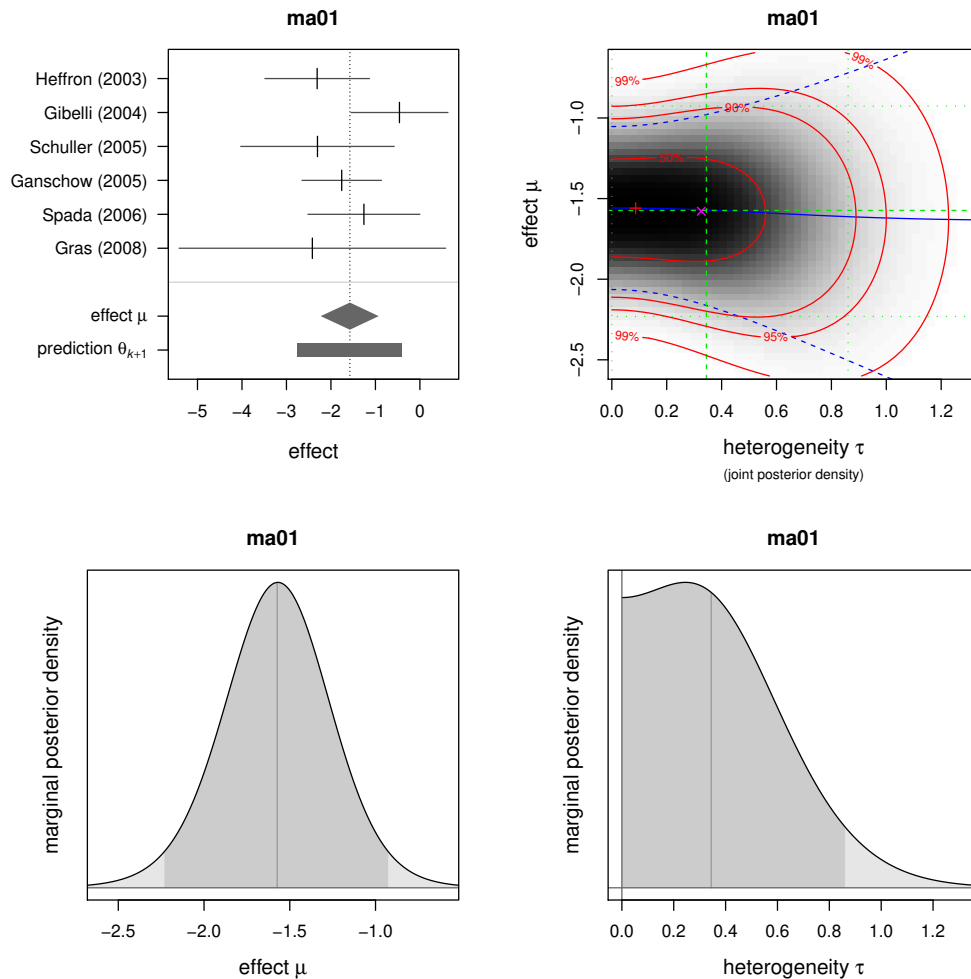 ma01
Heffron (2003)
Gibelli (2004)
Schuller (2005)
Ganschow (2005)
Spada (2006)
Gras (2008)
effect μ
prediction θk+1
−5 −4 −3 −2 −1 0
effect
ma01
effect μ
−1.0
−1.5
−2.0
−2.5
99%
99%
90%
50%
95%
99%
0.0 0.2 0.4 0.6 0.8 1.0 1.2
heterogeneity τ
(joint posterior density)
ma01
marginal posterior density
−2.5 −2.0 −1.5 −1.0
effect μ
ma01
marginal posterior density
0.0 0.2 0.4 0.6 0.8 1.0 1.2
heterogeneity τ